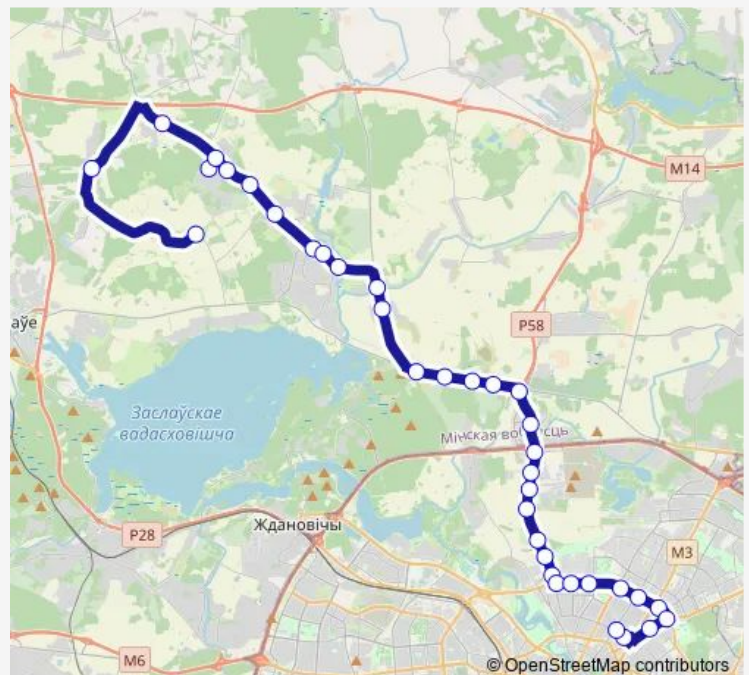 M14
P58
аўе
Заслаўскае
вадасховішча
Мінская вобласць
Ждановічы
P28
M3
M6
© OpenStreetMap contributors